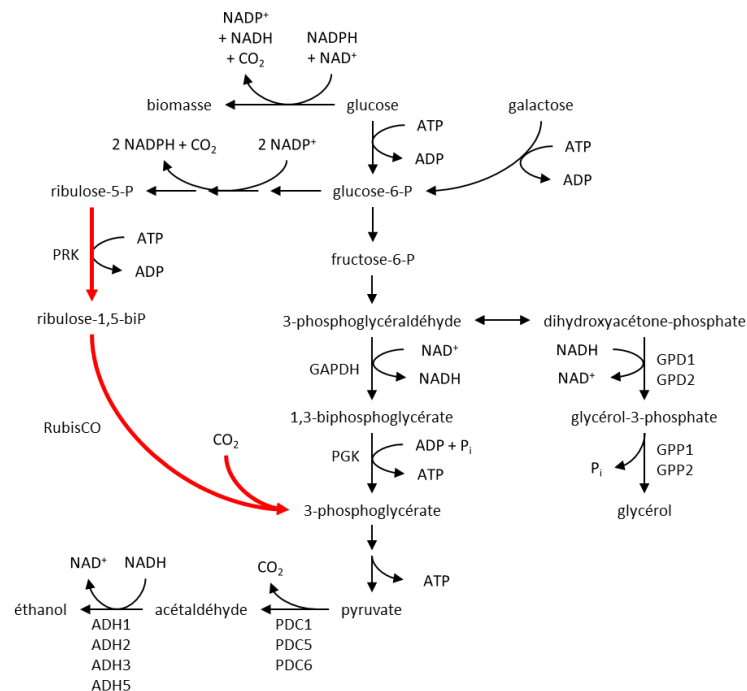 NADP⁺
+ NADH
+ CO₂
NADPH
+ NAD⁺
biomasse
glucose
galactose
ATP
ADP
ATP
ADP
2 NADPH + CO₂
2 NADP⁺
ribulose-5-P
glucose-6-P
PRK
ATP
ADP
fructose-6-P
ribulose-1,5-biP
3-phosphoglycéraldéhyde
dihydroxyacétone-phosphate
GAPDH
NAD⁺
NADH
NADH
NAD⁺
GPD1
GPD2
1,3-biphosphoglycérate
glycérol-3-phosphate
RubisCO
CO₂
PGK
ADP + Pᵢ
ATP
Pᵢ
GPP1
GPP2
3-phosphoglycérate
glycérol
NAD⁺
NADH
CO₂
ATP
éthanol
acétaldéhyde
pyruvate
ADH1
ADH2
ADH3
ADH5
PDC1
PDC5
PDC6